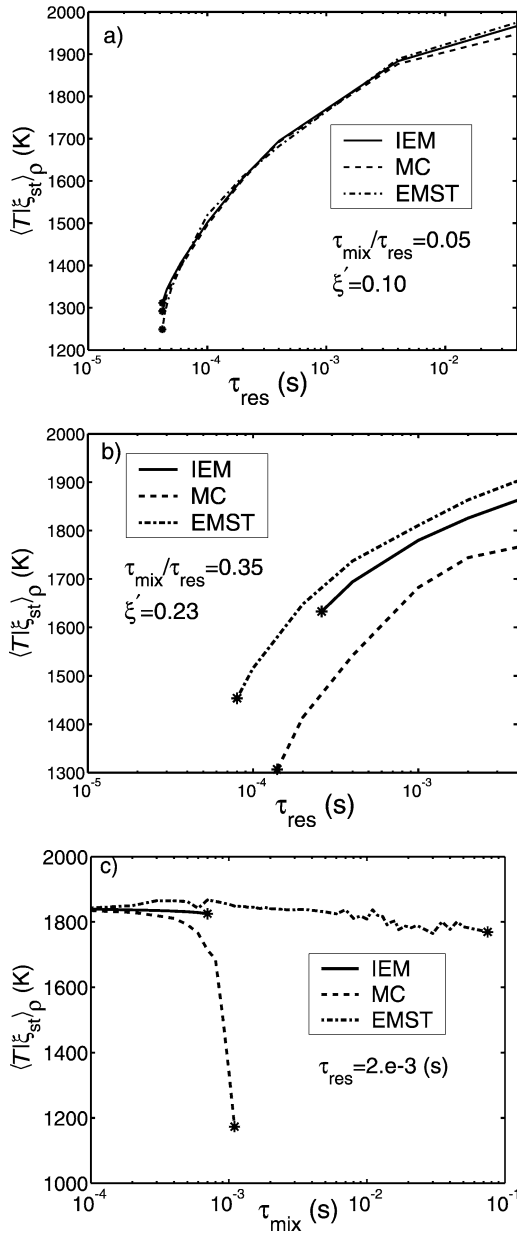 a)
2000
1900
1800
1700
1600
1500
1400
1300
1200
⟨T|ξst⟩ρ (K)
IEM
MC
EMST
τmix/τres=0.05
ξ′=0.10
10⁻⁵
10⁻⁴
10⁻³
10⁻²
τres (s)
b)
2000
1900
1800
1700
1600
1500
1400
1300
⟨T|ξst⟩ρ (K)
IEM
MC
EMST
τmix/τres=0.35
ξ′=0.23
10⁻⁵
10⁻⁴
10⁻³
τres (s)
c)
2000
1800
1600
1400
1200
1000
⟨T|ξst⟩ρ (K)
IEM
MC
EMST
τres=2.e-3 (s)
10⁻⁴
10⁻³
10⁻²
10⁻¹
τmix (s)